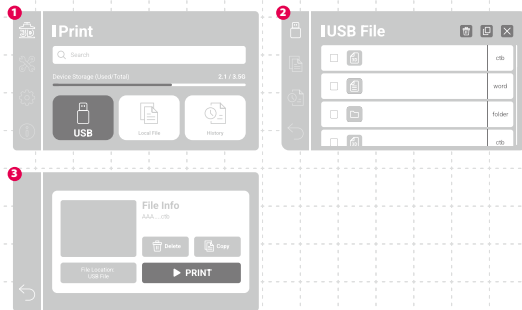 1
Print
Search
Device Storage (Used/Total) 2.1 / 3.5G
USB
Local File
History
2
USB File
ctb
word
folder
ctb
3
File Info
AAA....ctb
Delete
Copy
File Location:
USB File
PRINT